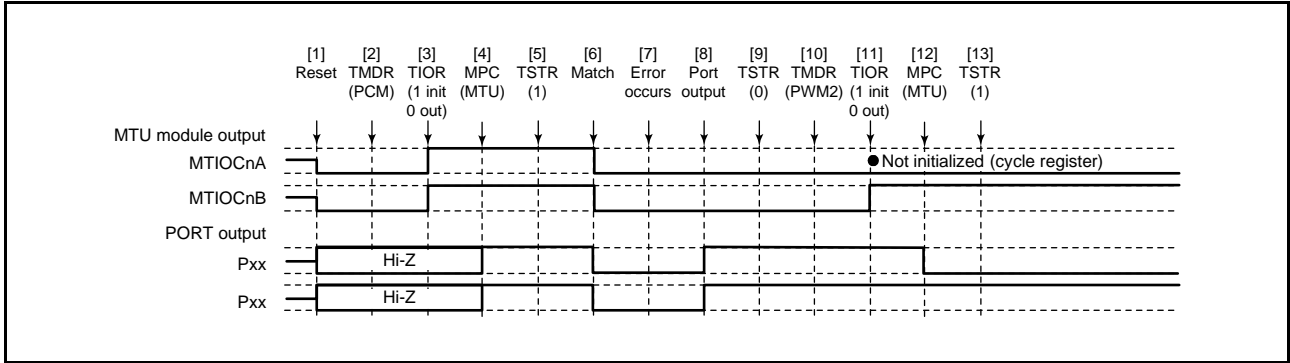 [1] [2] [3] [4] [5] [6] [7] [8] [9] [10] [11] [12] [13]
Reset TMDR TIOR MPC TSTR Match Error Port TSTR TMDR TIOR MPC TSTR
(PCM) (1 init (MTU) (1) occurs output (0) (PWM2) (1 init (MTU) (1)
0 out) 0 out)
MTU module output
MTIOCnA ● Not initialized (cycle register)
MTIOCnB
PORT output
Pxx Hi-Z
Pxx Hi-Z